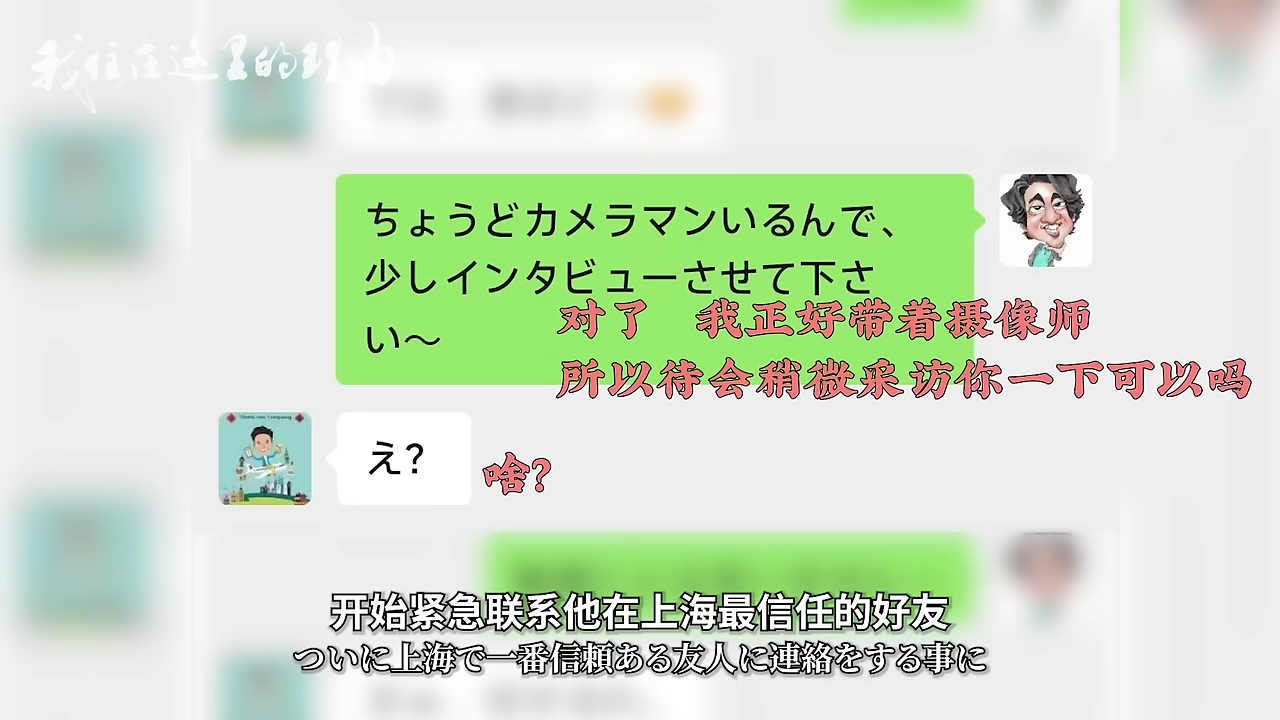 我住在这里的理由
ちょうどカメラマンいるんで、
少しインタビューさせて下さ
い～
对了 我正好带着摄像师
所以待会稍微采访你一下可以吗
え？
啥？
开始紧急联系他在上海最信任的好友
ついに上海で一番信頼ある友人に連絡をする事に